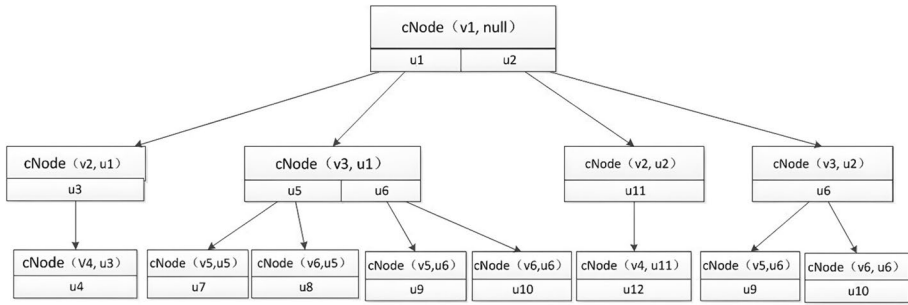 cNode（v1, null）
u1 u2
cNode（v2, u1） cNode（v3, u1） cNode（v2, u2） cNode（v3, u2）
u3 u5 u6 u11 u6
cNode（V4, u3） cNode（v5,u5） cNode（v6,u5） cNode（v5,u6） cNode（v6,u6） cNode（v4, u11） cNode（v5,u6） cNode（v6, u6）
u4 u7 u8 u9 u10 u12 u9 u10